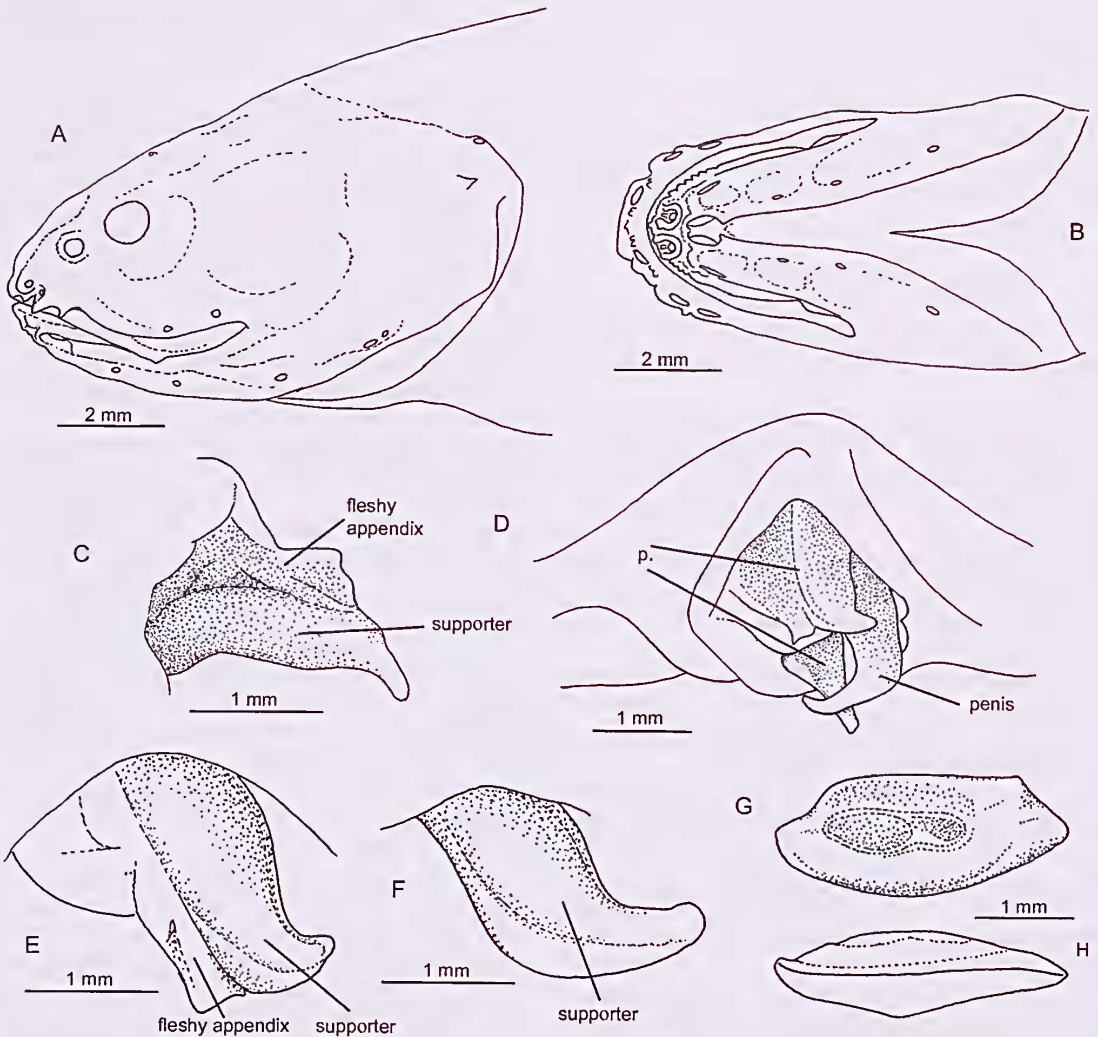 A
2 mm
B
2 mm
C
fleshy
appendix
supporter
1 mm
D
p.
penis
1 mm
E
fleshy appendix
supporter
1 mm
F
supporter
1 mm
G
1 mm
H